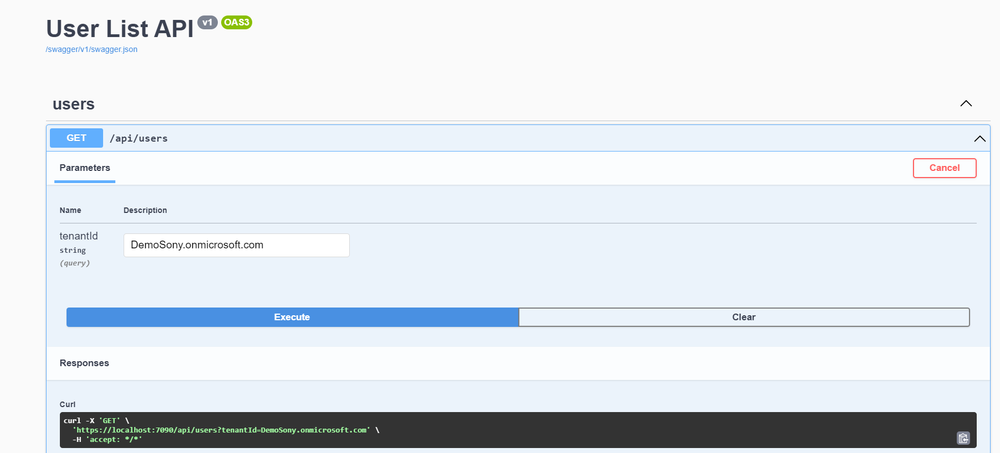 User List API v1 OAS3
/swagger/v1/swagger.json
users
GET /api/users
Parameters Cancel
Name Description
tenantId
string
(query)
DemoSony.onmicrosoft.com
Execute Clear
Responses
Curl
curl -X 'GET' \
'https://localhost:7090/api/users?tenantId=DemoSony.onmicrosoft.com' \
-H 'accept: */*'